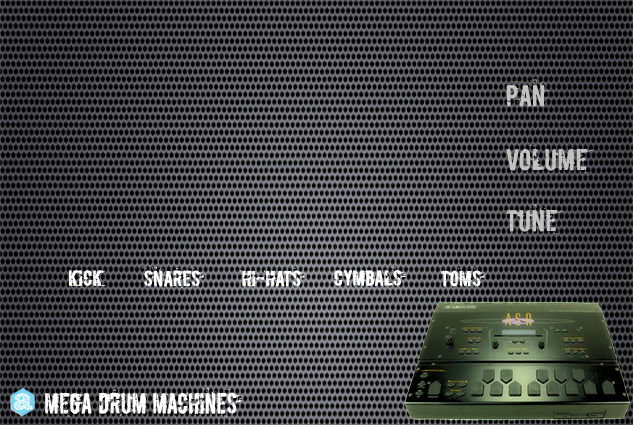 PAN
VOLUME
TUNE
KICK SNARES HI-HATS CYMBALS TOMS
MEGA DRUM MACHINES